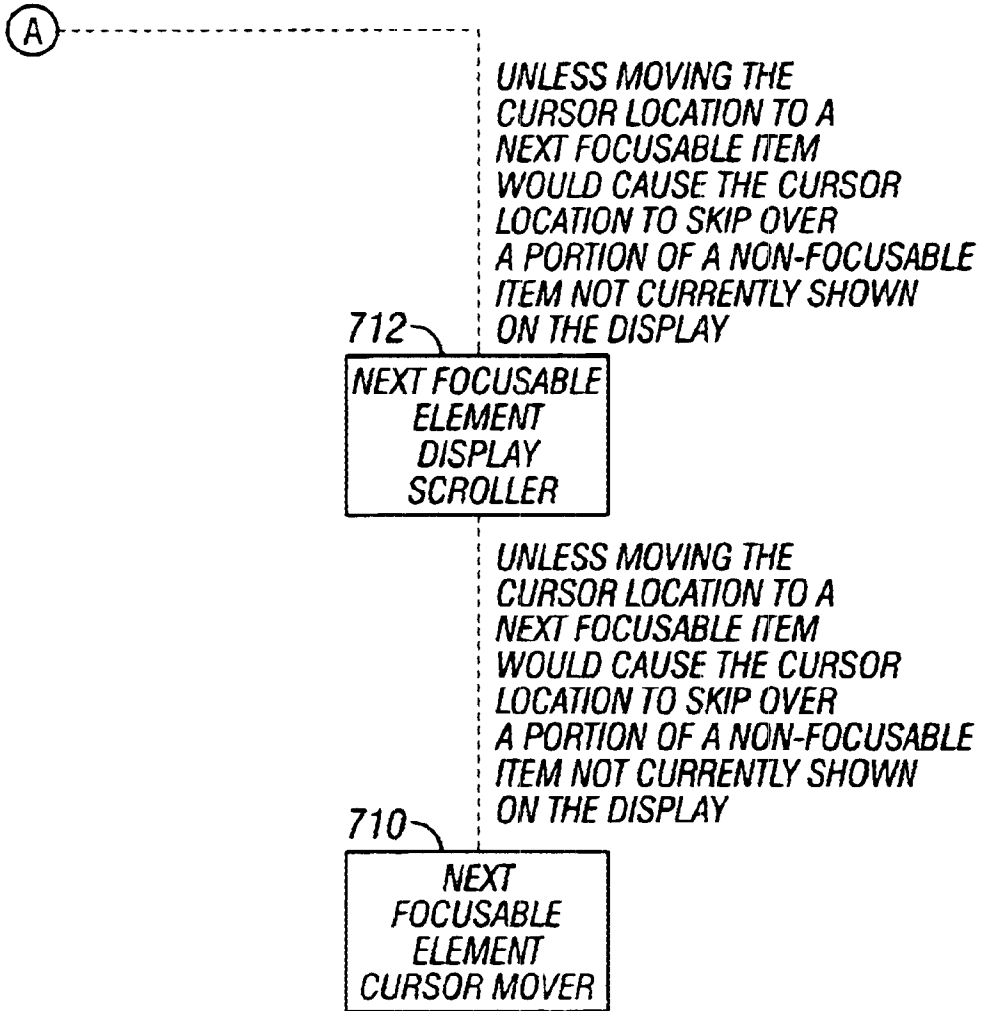 A
UNLESS MOVING THE
CURSOR LOCATION TO A
NEXT FOCUSABLE ITEM
WOULD CAUSE THE CURSOR
LOCATION TO SKIP OVER
A PORTION OF A NON-FOCUSABLE
ITEM NOT CURRENTLY SHOWN
ON THE DISPLAY
712
NEXT FOCUSABLE
ELEMENT
DISPLAY
SCROLLER
UNLESS MOVING THE
CURSOR LOCATION TO A
NEXT FOCUSABLE ITEM
WOULD CAUSE THE CURSOR
LOCATION TO SKIP OVER
A PORTION OF A NON-FOCUSABLE
ITEM NOT CURRENTLY SHOWN
ON THE DISPLAY
710
NEXT
FOCUSABLE
ELEMENT
CURSOR MOVER